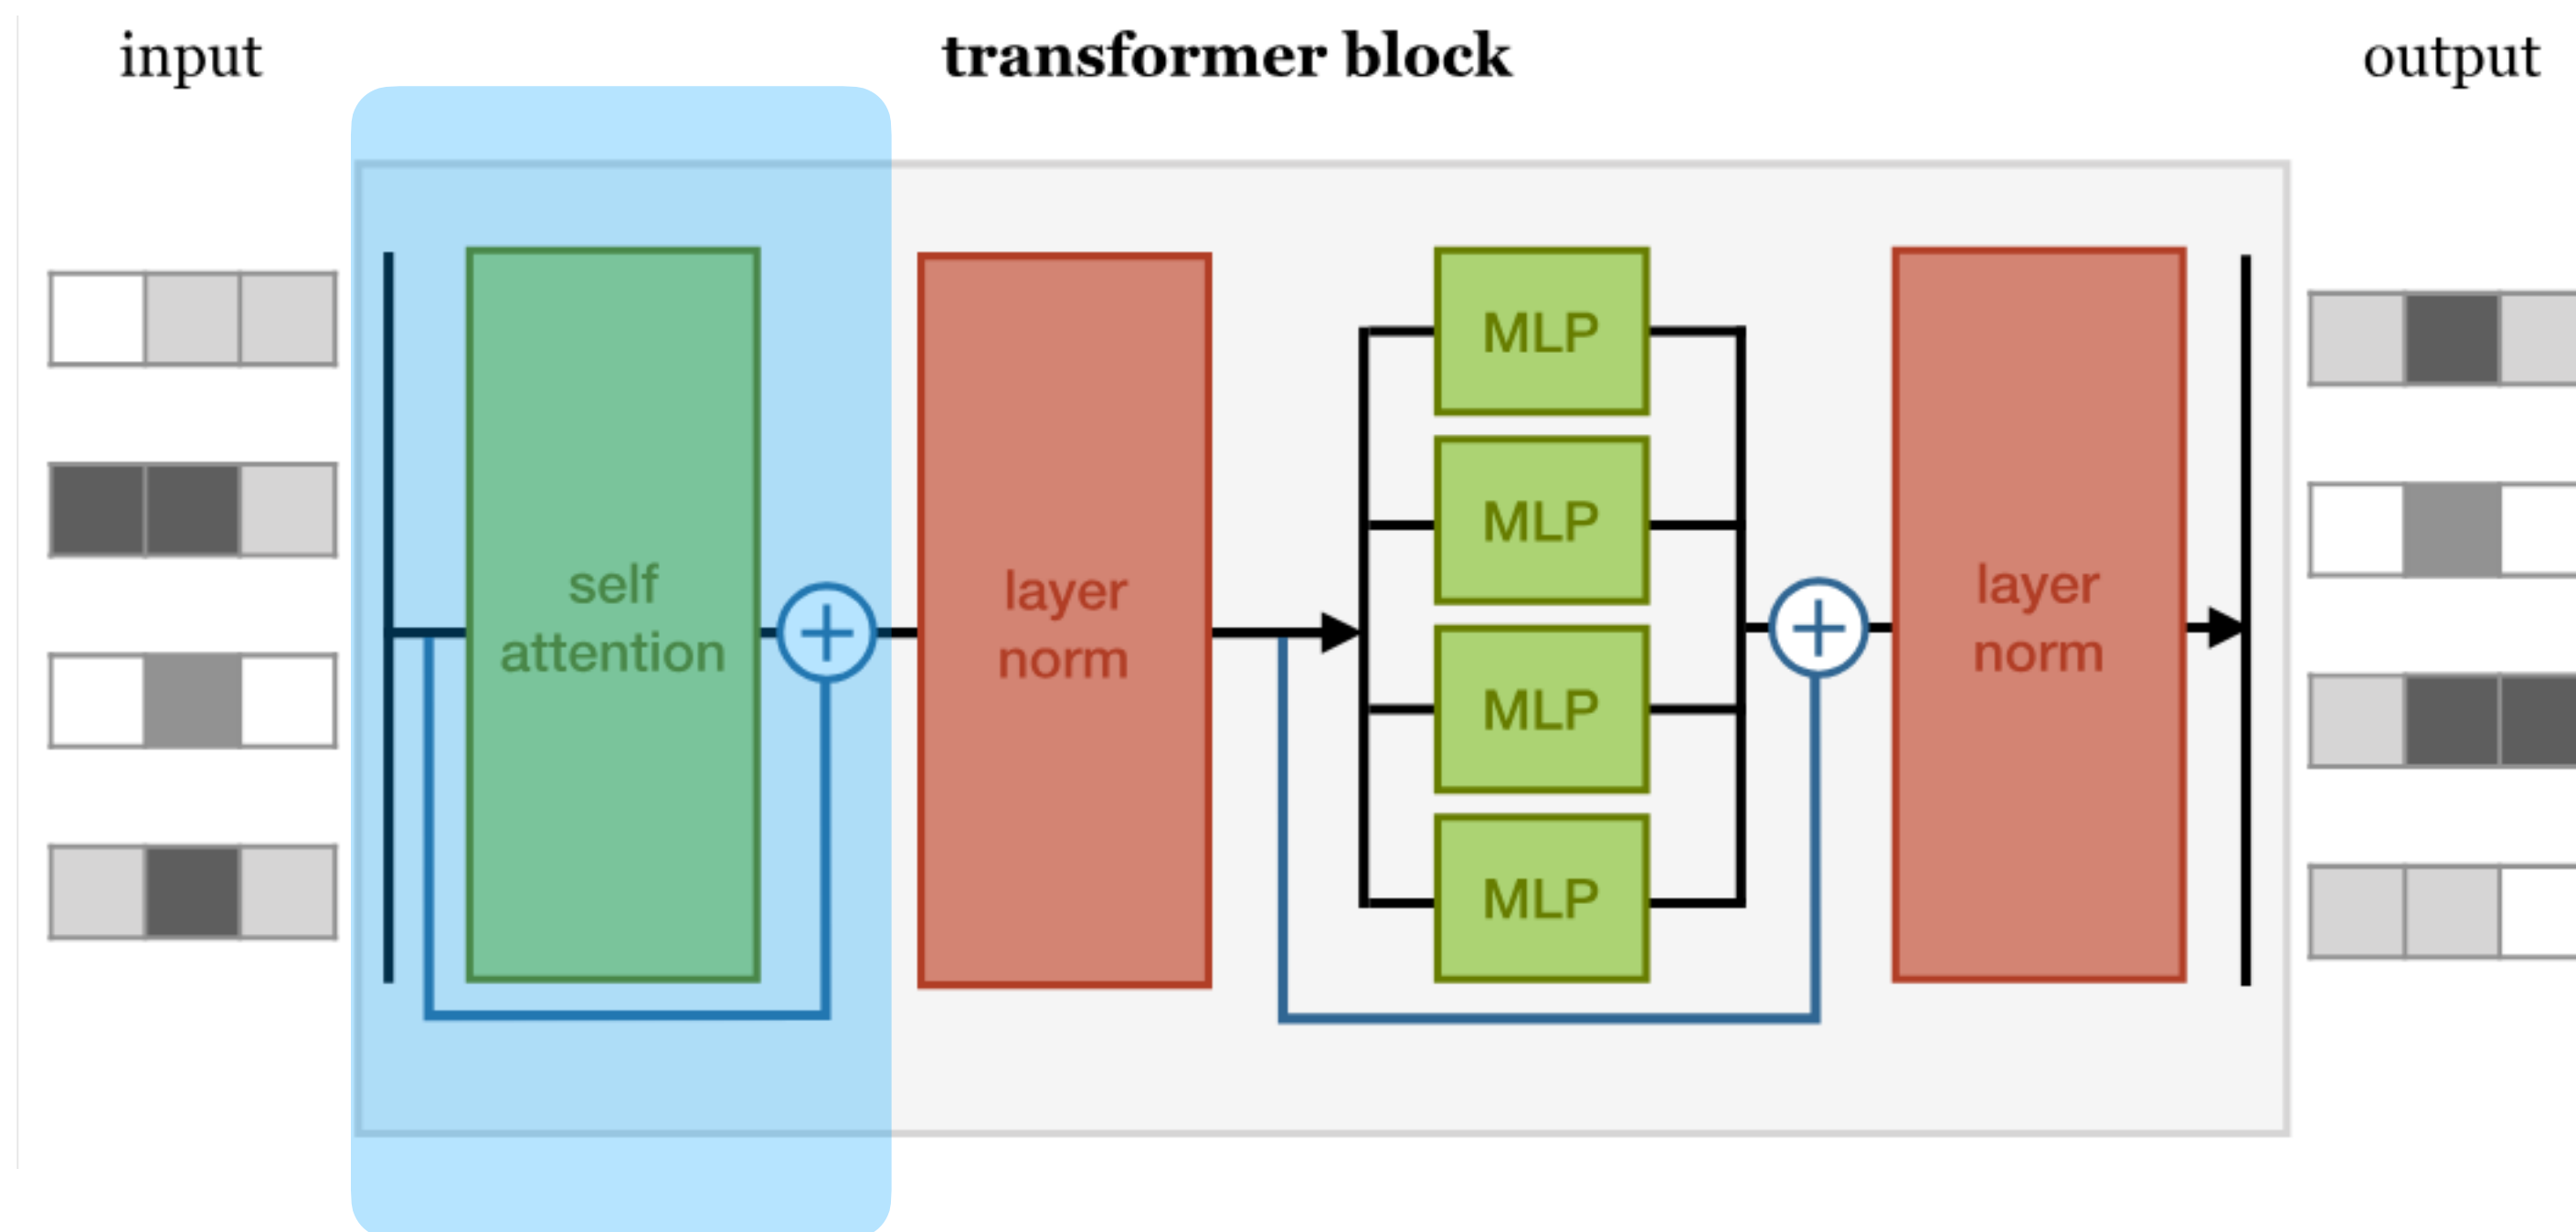 input
transformer block
output
self
attention
layer
norm
MLP
MLP
MLP
MLP
layer
norm